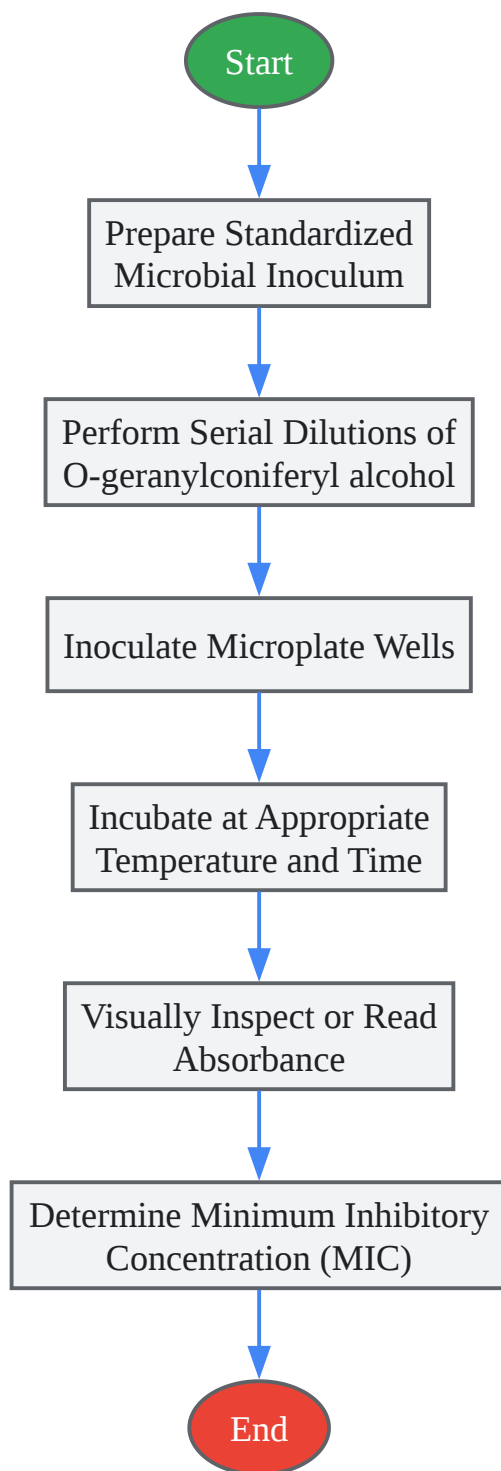 Start
Prepare Standardized
Microbial Inoculum
Perform Serial Dilutions of
O-geranylconiferyl alcohol
Inoculate Microplate Wells
Incubate at Appropriate
Temperature and Time
Visually Inspect or Read
Absorbance
Determine Minimum Inhibitory
Concentration (MIC)
End